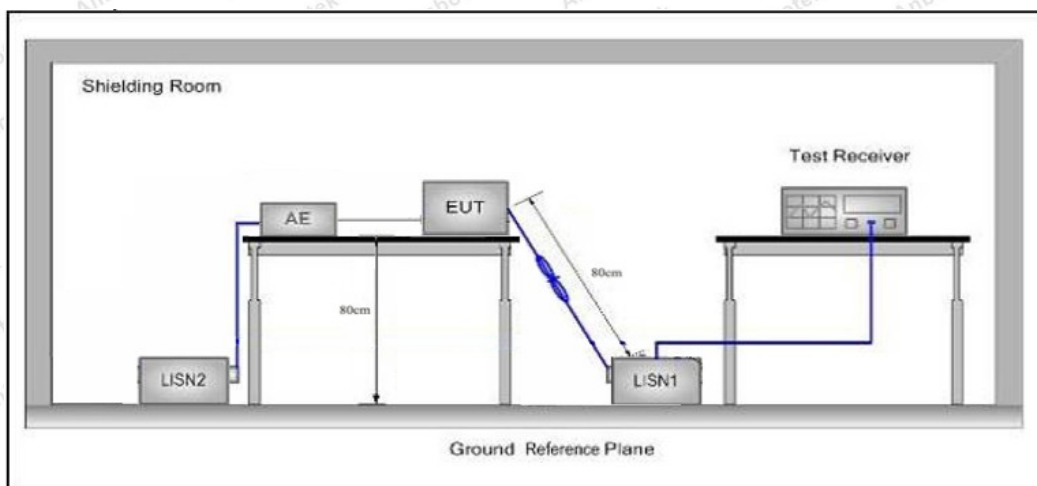 Shielding Room
Test Receiver
EUT
AE
80cm
80cm
LISN2
LISN1
Ground Reference Plane